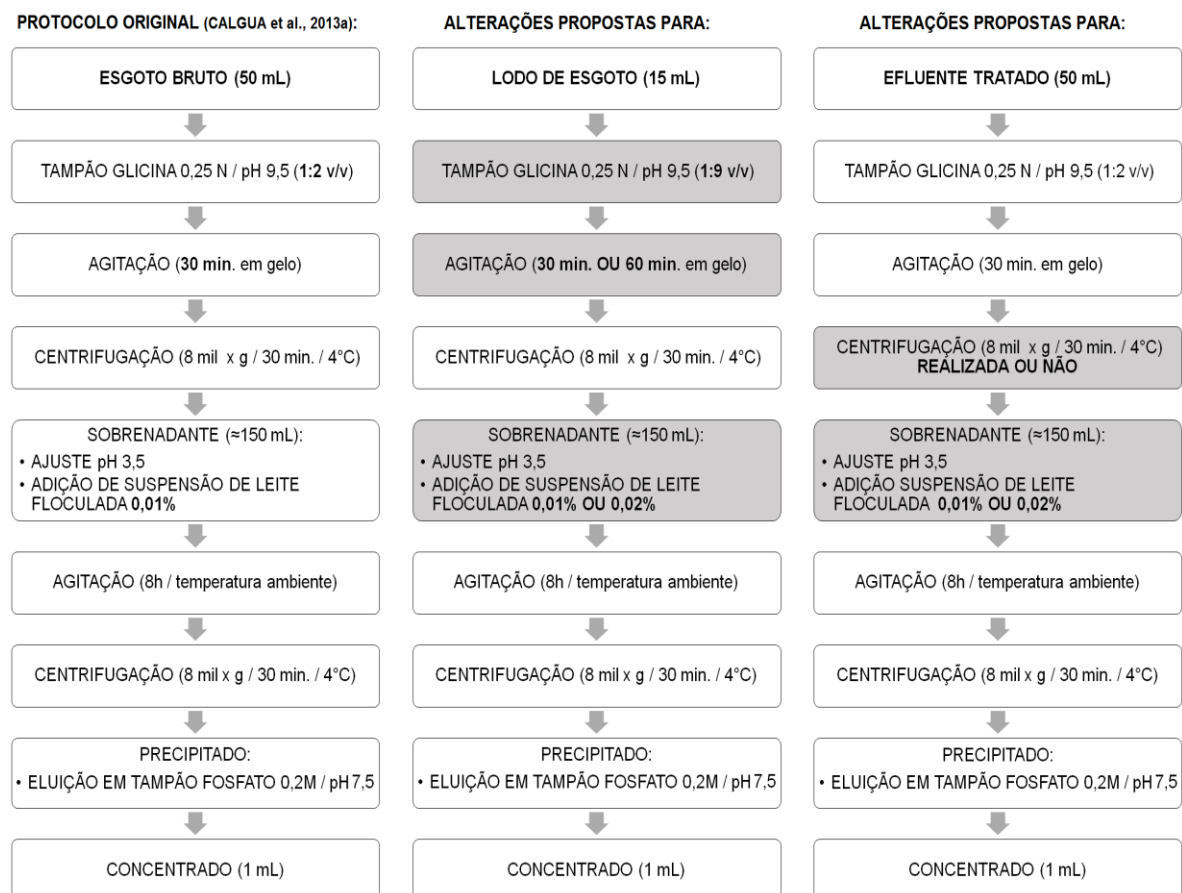 PROTOCOLO ORIGINAL (CALGUA et al., 2013a):
ESGOTO BRUTO (50 mL)
TAMPÃO GLICINA 0,25 N / pH 9,5 (1:2 v/v)
AGITAÇÃO (30 min. em gelo)
CENTRIFUGAÇÃO (8 mil x g / 30 min. / 4°C)
SOBRENADANTE (≈150 mL):
• AJUSTE pH 3,5
• ADIÇÃO DE SUSPENSÃO DE LEITE
FLOCULADA 0,01%
AGITAÇÃO (8h / temperatura ambiente)
CENTRIFUGAÇÃO (8 mil x g / 30 min. / 4°C)
PRECIPITADO:
• ELUIÇÃO EM TAMPÃO FOSFATO 0,2M / pH 7,5
CONCENTRADO (1 mL)
ALTERAÇÕES PROPOSTAS PARA:
LODO DE ESGOTO (15 mL)
TAMPÃO GLICINA 0,25 N / pH 9,5 (1:9 v/v)
AGITAÇÃO (30 min. OU 60 min. em gelo)
CENTRIFUGAÇÃO (8 mil x g / 30 min. / 4°C)
SOBRENADANTE (≈150 mL):
• AJUSTE pH 3,5
• ADIÇÃO DE SUSPENSÃO DE LEITE
FLOCULADA 0,01% OU 0,02%
AGITAÇÃO (8h / temperatura ambiente)
CENTRIFUGAÇÃO (8 mil x g / 30 min. / 4°C)
PRECIPITADO:
• ELUIÇÃO EM TAMPÃO FOSFATO 0,2M / pH 7,5
CONCENTRADO (1 mL)
ALTERAÇÕES PROPOSTAS PARA:
EFLUENTE TRATADO (50 mL)
TAMPÃO GLICINA 0,25 N / pH 9,5 (1:2 v/v)
AGITAÇÃO (30 min. em gelo)
CENTRIFUGAÇÃO (8 mil x g / 30 min. / 4°C)
REALIZADA OU NÃO
SOBRENADANTE (≈150 mL):
• AJUSTE pH 3,5
• ADIÇÃO SUSPENSÃO DE LEITE
FLOCULADA 0,01% OU 0,02%
AGITAÇÃO (8h / temperatura ambiente)
CENTRIFUGAÇÃO (8 mil x g / 30 min. / 4°C)
PRECIPITADO:
• ELUIÇÃO EM TAMPÃO FOSFATO 0,2M / pH 7,5
CONCENTRADO (1 mL)